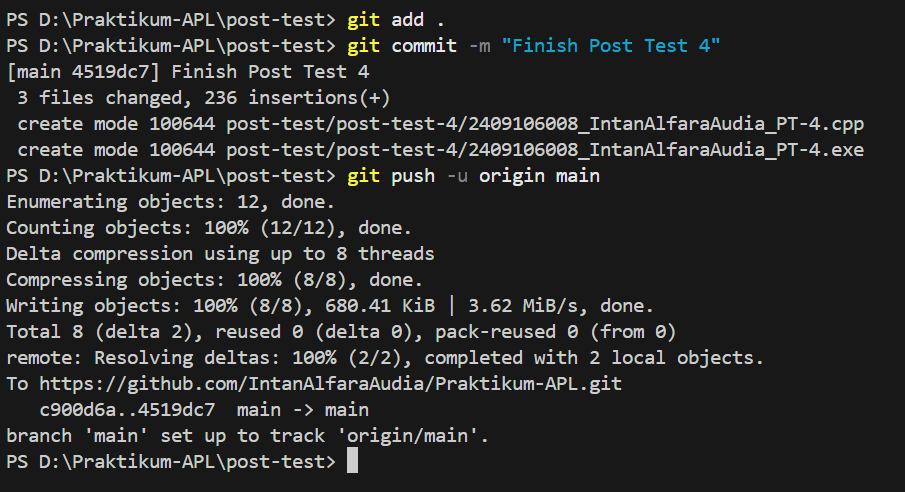 PS D:\Praktikum-APL\post-test> git add .
PS D:\Praktikum-APL\post-test> git commit -m "Finish Post Test 4"
[main 4519dc7] Finish Post Test 4
 3 files changed, 236 insertions(+)
 create mode 100644 post-test/post-test-4/2409106008_IntanAlfaraAudia_PT-4.cpp
 create mode 100644 post-test/post-test-4/2409106008_IntanAlfaraAudia_PT-4.exe
PS D:\Praktikum-APL\post-test> git push -u origin main
Enumerating objects: 12, done.
Counting objects: 100% (12/12), done.
Delta compression using up to 8 threads
Compressing objects: 100% (8/8), done.
Writing objects: 100% (8/8), 680.41 KiB | 3.62 MiB/s, done.
Total 8 (delta 2), reused 0 (delta 0), pack-reused 0 (from 0)
remote: Resolving deltas: 100% (2/2), completed with 2 local objects.
To https://github.com/IntanAlfaraAudia/Praktikum-APL.git
   c900d6a..4519dc7  main -> main
branch 'main' set up to track 'origin/main'.
PS D:\Praktikum-APL\post-test>